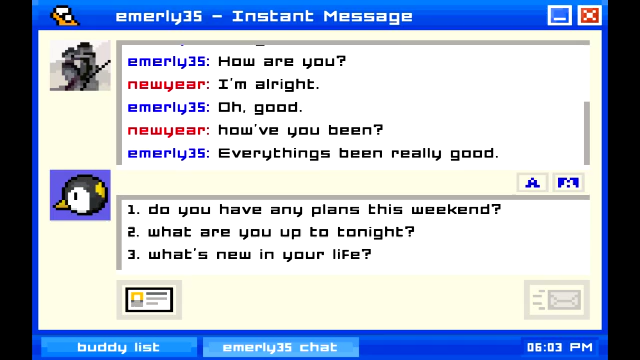 emerly35 - Instant Message
emerly35: How are you?
newyear: I'm alright.
emerly35: Oh, good.
newyear: how've you been?
emerly35: Everythings been really good.
A
1. do you have any plans this weekend?
2. what are you up to tonight?
3. what's new in your life?
buddy list
emerly35 chat
06:03 PM